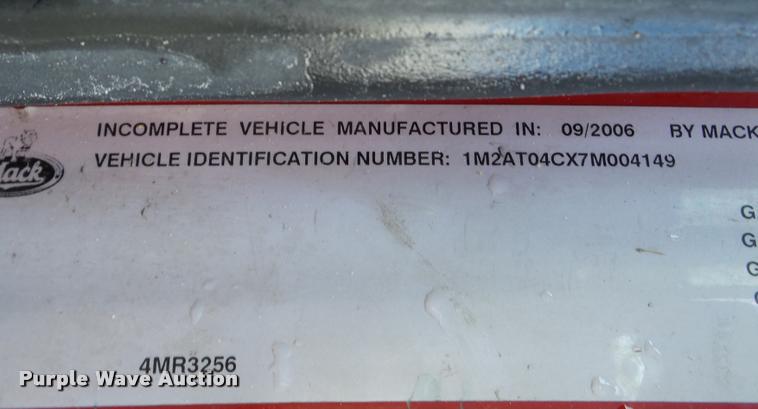 INCOMPLETE VEHICLE MANUFACTURED IN: 09/2006 BY MACK
Mack
VEHICLE IDENTIFICATION NUMBER: 1M2AT04CX7M004149
G
G
G
4MR3256
Purple Wave Auction